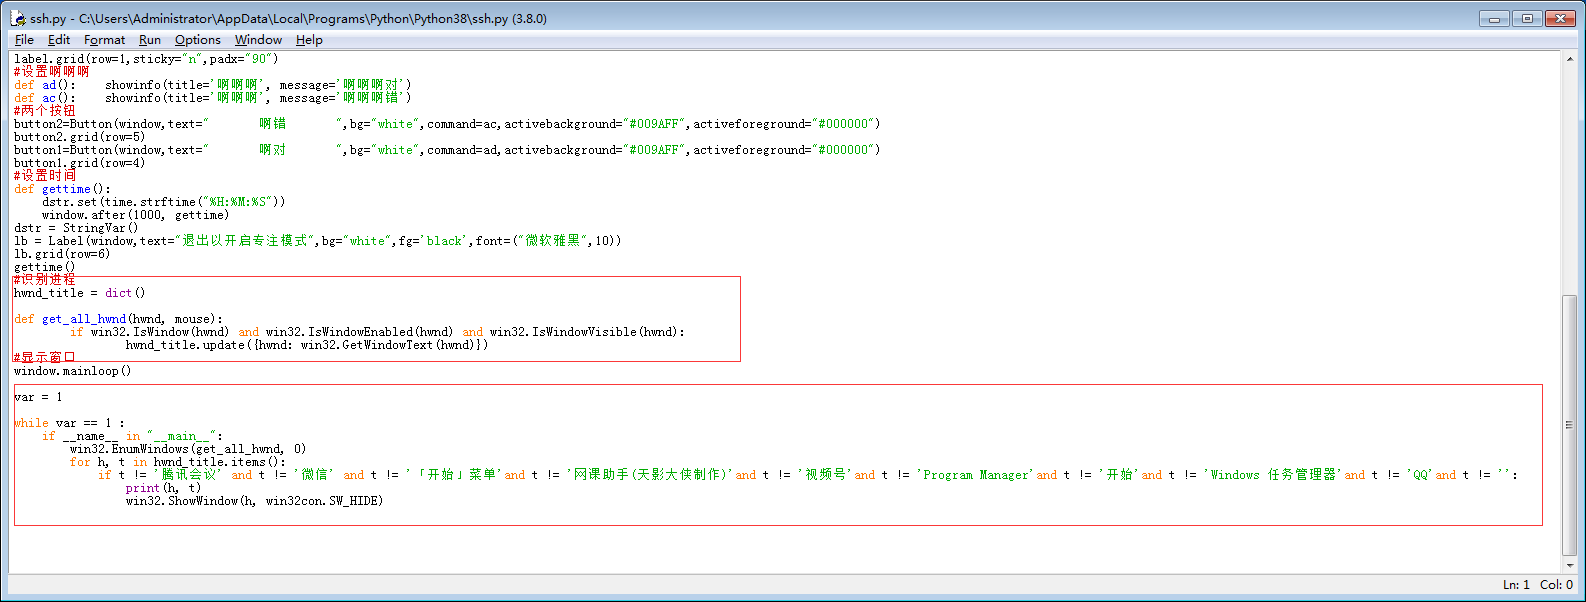 ssh.py - C:\Users\Administrator\AppData\Local\Programs\Python\Python38\ssh.py (3.8.0)
File Edit Format Run Options Window Help
label.grid(row=1,sticky="n",padx="90")
#设置啊啊啊
def ad():    showinfo(title='啊啊啊', message='啊啊啊对')
def ac():    showinfo(title='啊啊啊', message='啊啊啊错')
#两个按钮
button2=Button(window,text="       啊错       ",bg="white",command=ac,activebackground="#009AFF",activeforeground="#000000")
button2.grid(row=5)
button1=Button(window,text="       啊对       ",bg="white",command=ad,activebackground="#009AFF",activeforeground="#000000")
button1.grid(row=4)
#设置时间
def gettime():
    dstr.set(time.strftime("%H:%M:%S"))
    window.after(1000, gettime)
dstr = StringVar()
lb = Label(window,text="退出以开启专注模式",bg="white",fg='black',font=("微软雅黑",10))
lb.grid(row=6)
gettime()
#识别进程
hwnd_title = dict()
def get_all_hwnd(hwnd, mouse):
        if win32.IsWindow(hwnd) and win32.IsWindowEnabled(hwnd) and win32.IsWindowVisible(hwnd):
                hwnd_title.update({hwnd: win32.GetWindowText(hwnd)})
#显示窗口
window.mainloop()
var = 1
while var == 1 :
    if __name__ in "__main__":
        win32.EnumWindows(get_all_hwnd, 0)
        for h, t in hwnd_title.items():
            if t != '腾讯会议' and t != '微信' and t != '「开始」菜单'and t != '网课助手(天影大侠制作)'and t != '视频号'and t != 'Program Manager'and t != '开始'and t != 'Windows 任务管理器'and t != 'QQ'and t != '':
                print(h, t)
                win32.ShowWindow(h, win32con.SW_HIDE)
Ln: 1 Col: 0